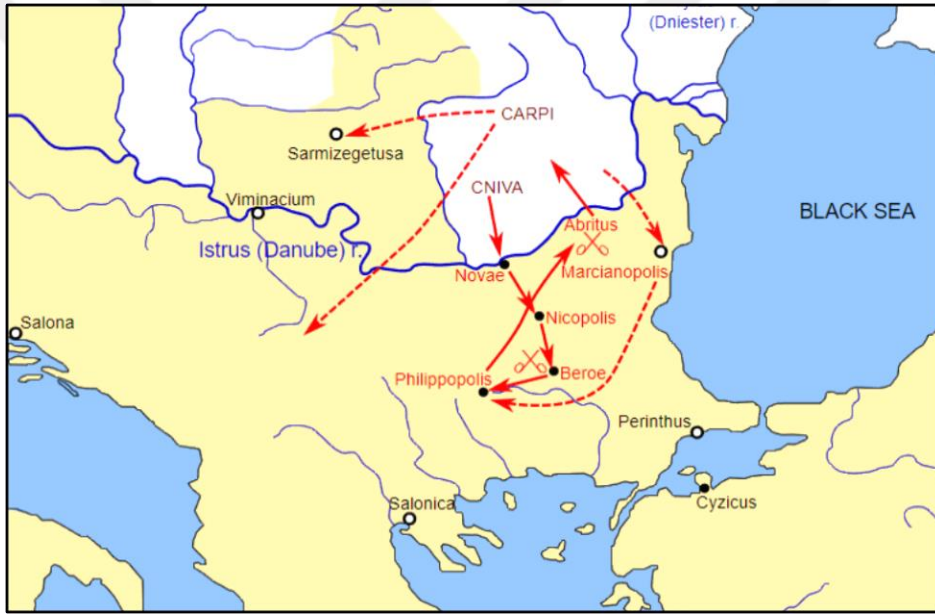 (Dniester) r.
CARPI
Sarmizegetusa
CNIVA
Viminacium
BLACK SEA
Abritus
Istrus (Danube) r.
Novae
Marcianopolis
Nicopolis
Salona
Philippopolis
Beroe
Perinthus
Salonica
Cyzicus